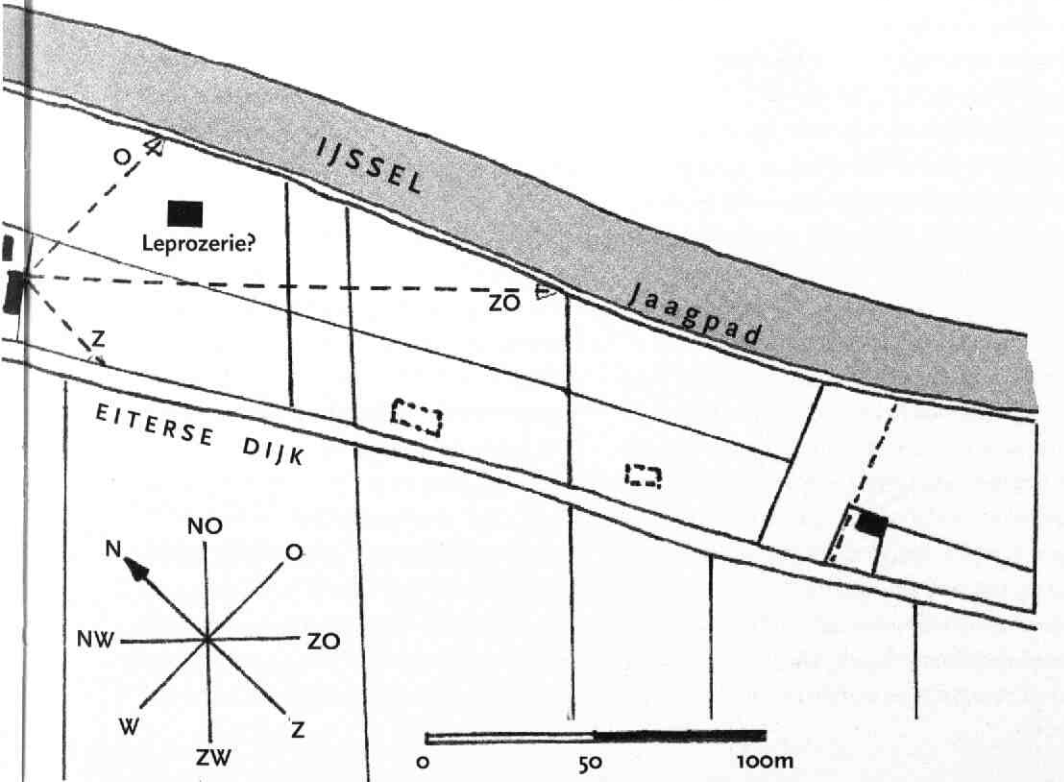 IJSSEL
O
Leprozerie?
ZO
Jaagpad
Z
EITERSE DIJK
NO
N
O
NW
ZO
W
Z
ZW
0 50 100m